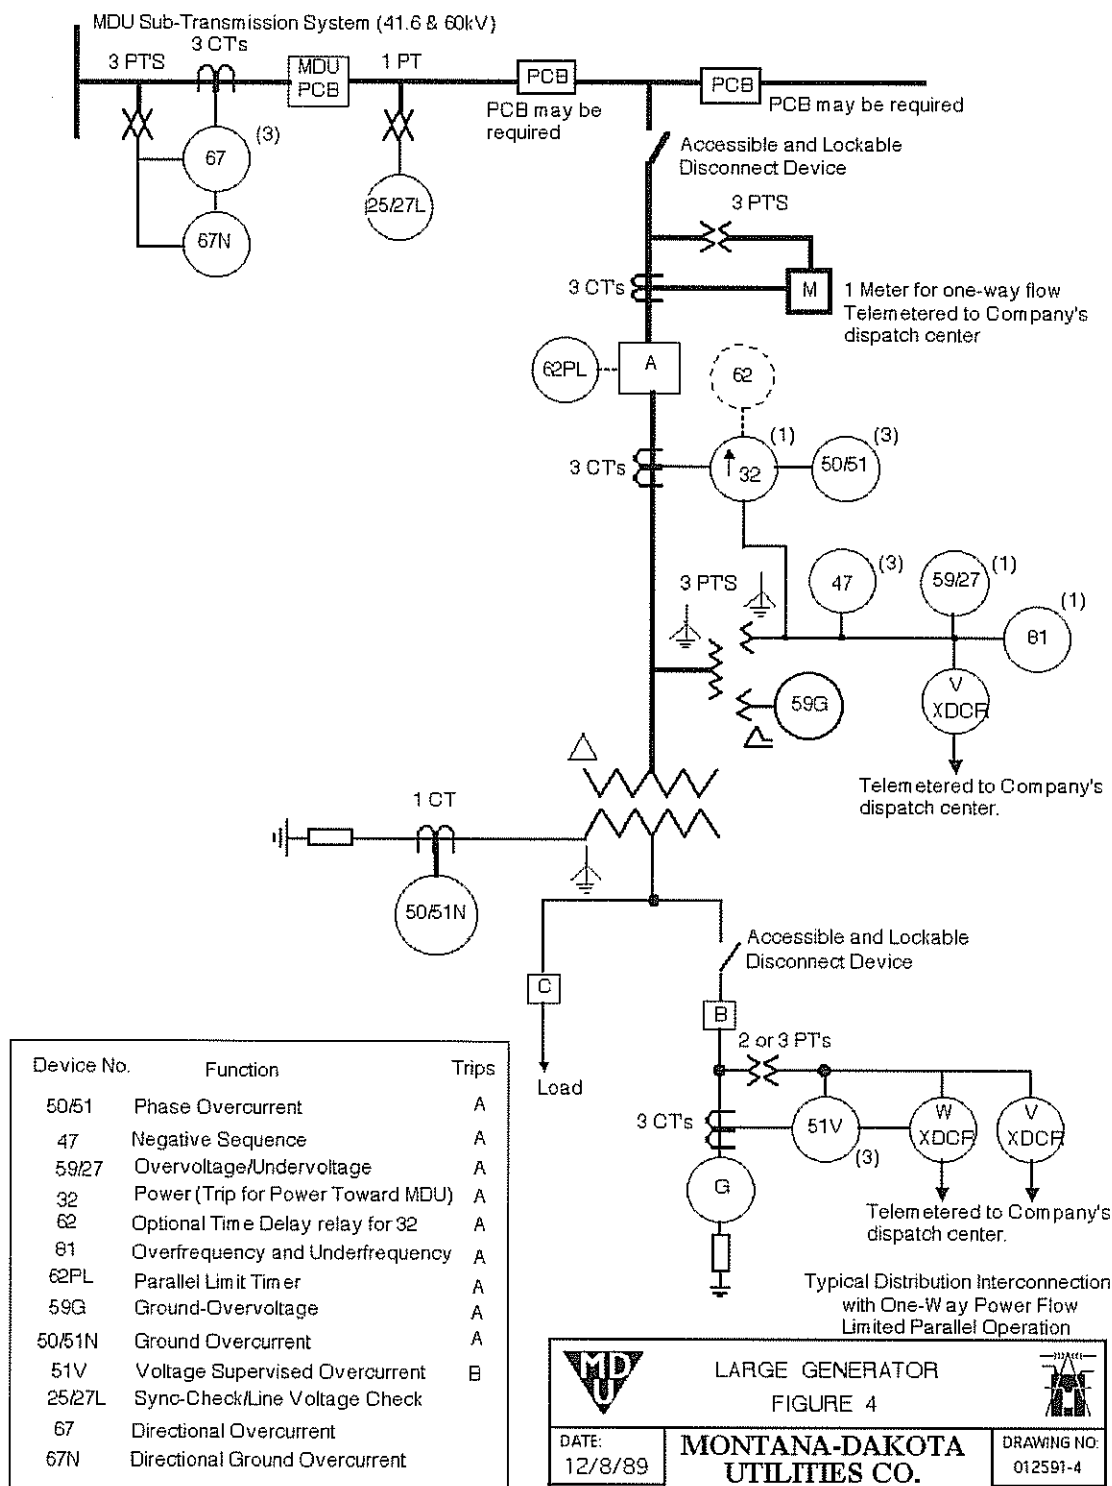 MDU Sub-Transmission System (41.6 & 60kV)
3 PT'S
3 CT's
MDU
PCB
1 PT
PCB
PCB may be
required
PCB
PCB may be required
67
(3)
67N
25/27L
Accessible and Lockable
Disconnect Device
3 PT'S
3 CT's
M
1 Meter for one-way flow
Telemetered to Company's
dispatch center
62PL
A
62
3 CT's
32
(1)
50/51
(3)
3 PT'S
47
(3)
59/27
(1)
81
(1)
59G
V
XDCR
Telemetered to Company's
dispatch center.
1 CT
50/51N
Accessible and Lockable
Disconnect Device
C
B
Load
2 or 3 PT's
3 CT's
51V
(3)
W
XDCR
V
XDCR
G
Telemetered to Company's
dispatch center.
Device No. Function Trips
50/51 Phase Overcurrent A
47 Negative Sequence A
59/27 Overvoltage/Undervoltage A
32 Power (Trip for Power Toward MDU) A
62 Optional Time Delay relay for 32 A
81 Overfrequency and Underfrequency A
62PL Parallel Limit Timer A
59G Ground-Overvoltage A
50/51N Ground Overcurrent A
51V Voltage Supervised Overcurrent B
25/27L Sync-Check/Line Voltage Check
67 Directional Overcurrent
67N Directional Ground Overcurrent
Typical Distribution Interconnection
with One-Way Power Flow
Limited Parallel Operation
MDU
LARGE GENERATOR
FIGURE 4
DATE:
12/8/89
MONTANA-DAKOTA
UTILITIES CO.
DRAWING NO:
012591-4